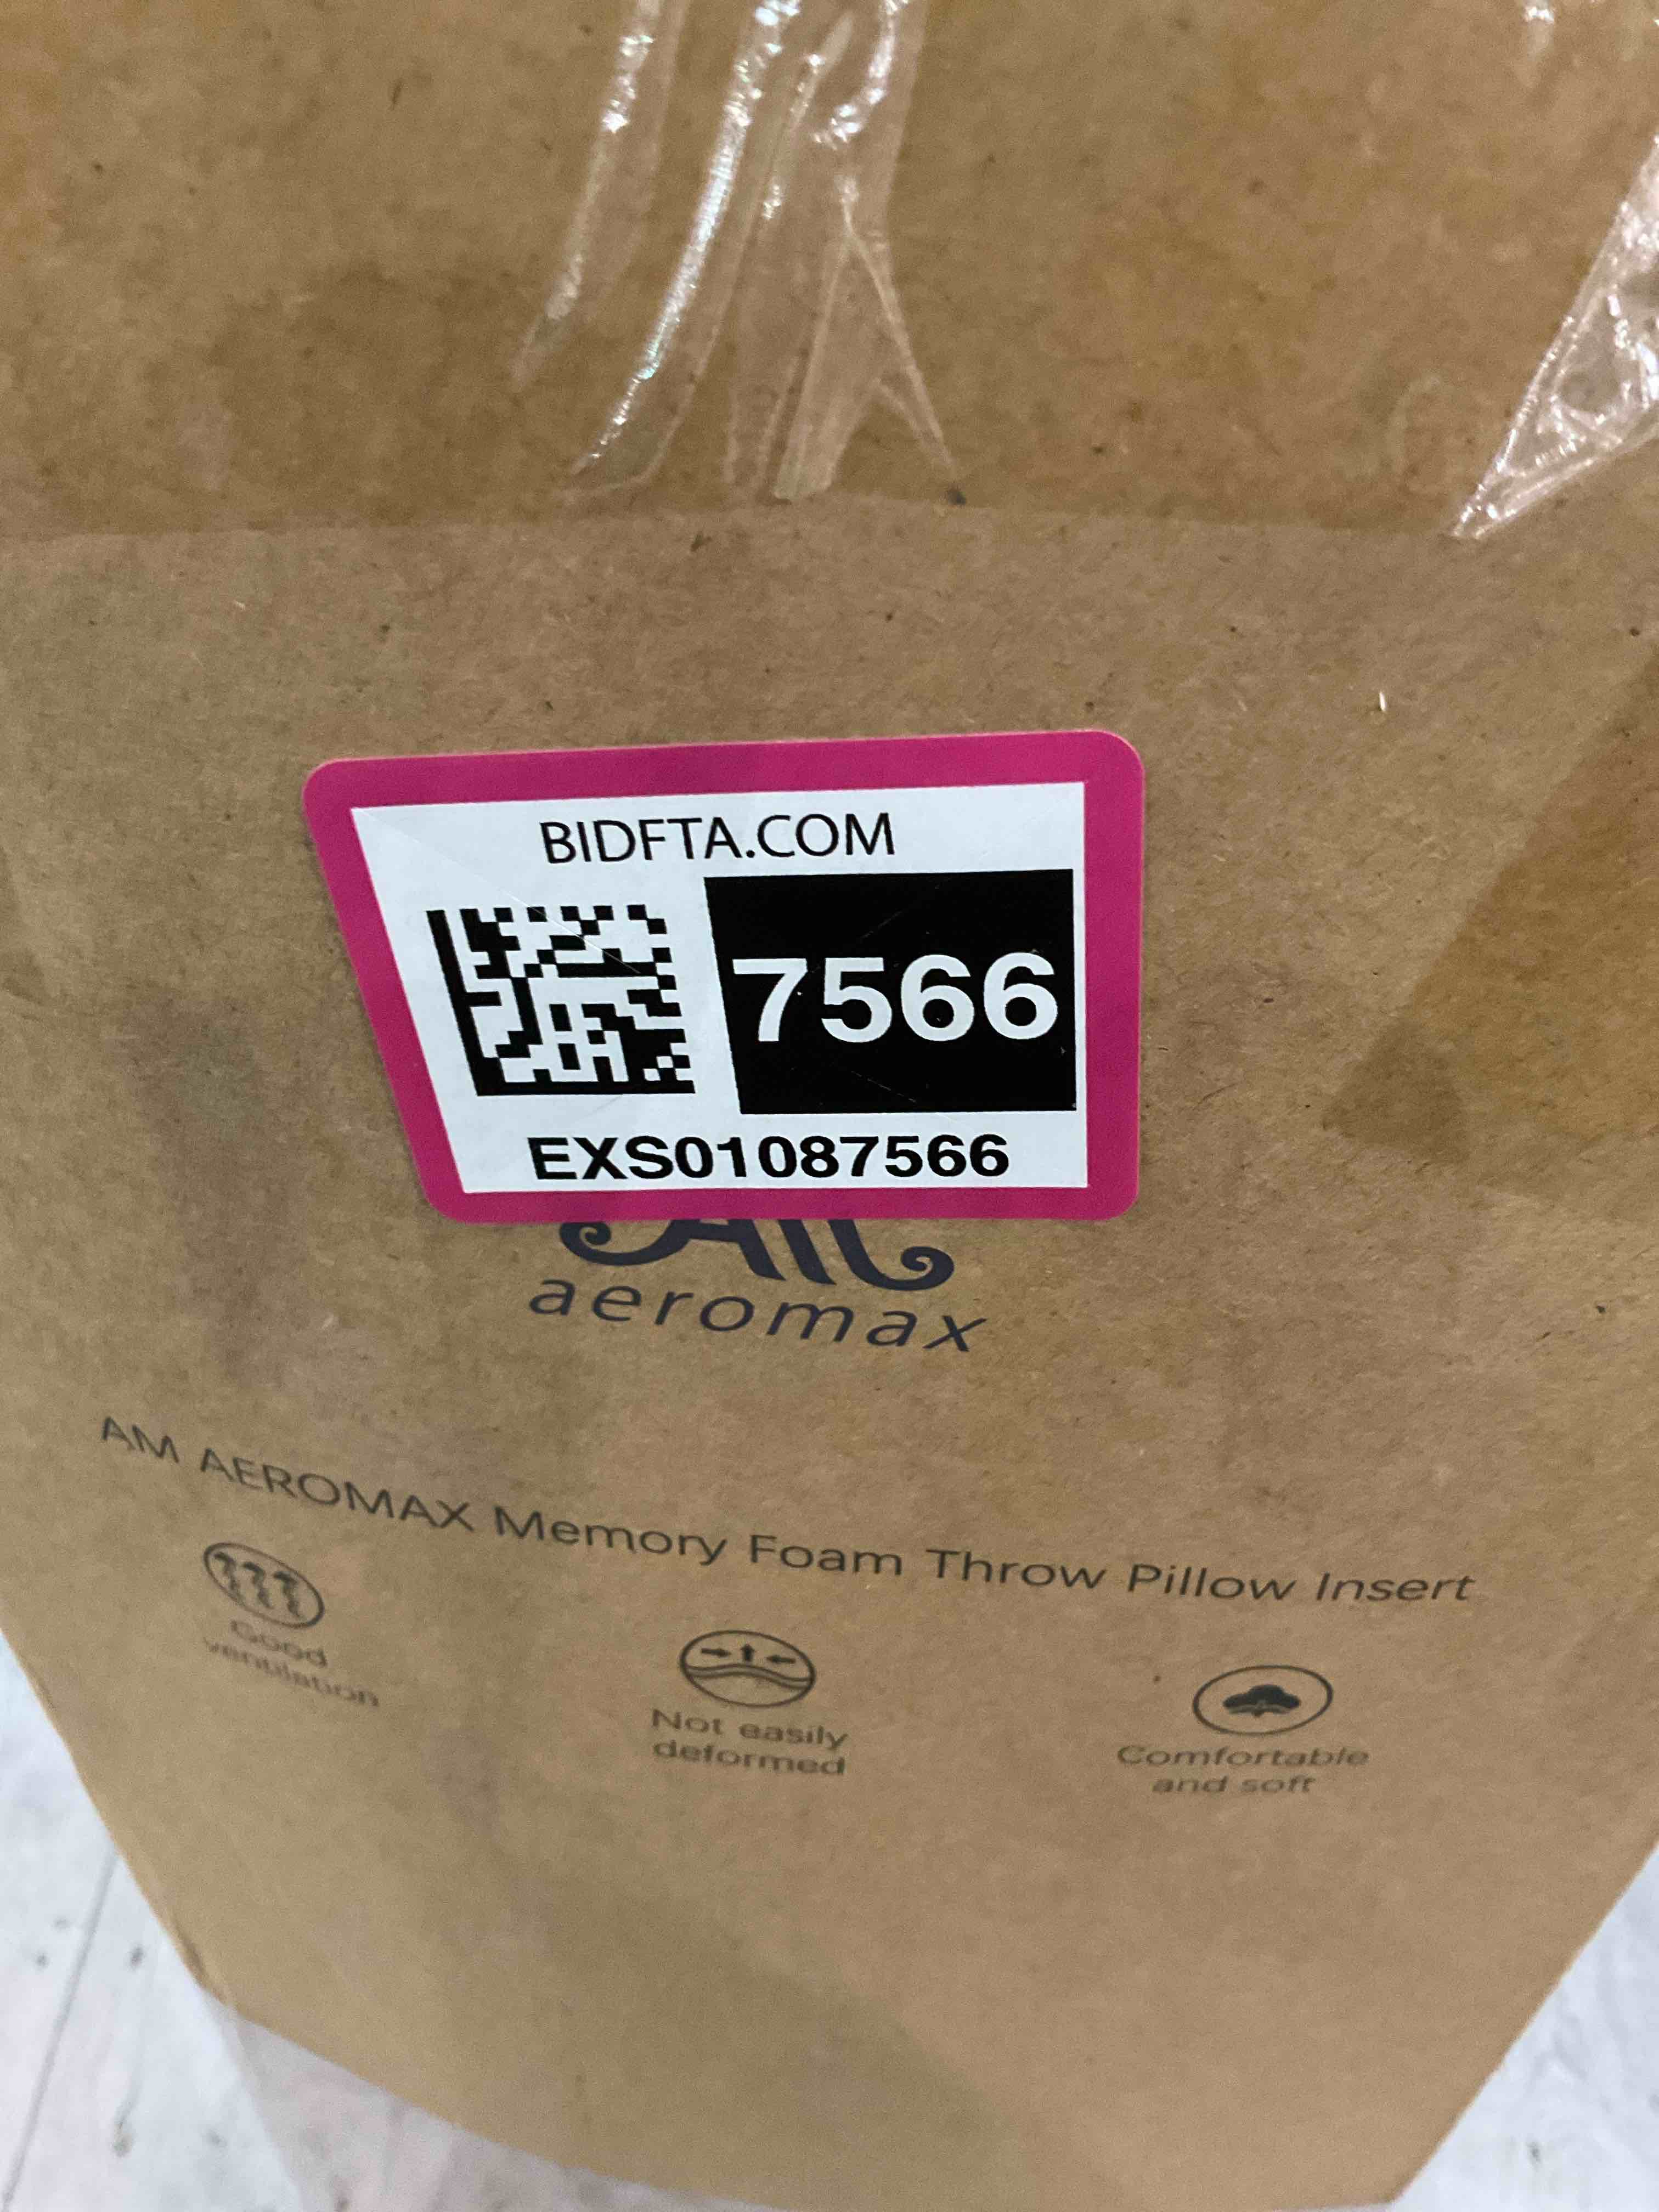 BIDFTA.COM
7566
EXS01087566
aeromax
AM AEROMAX Memory Foam Throw Pillow Insert
Good
ventilation
Not easily
deformed
Comfortable
and soft